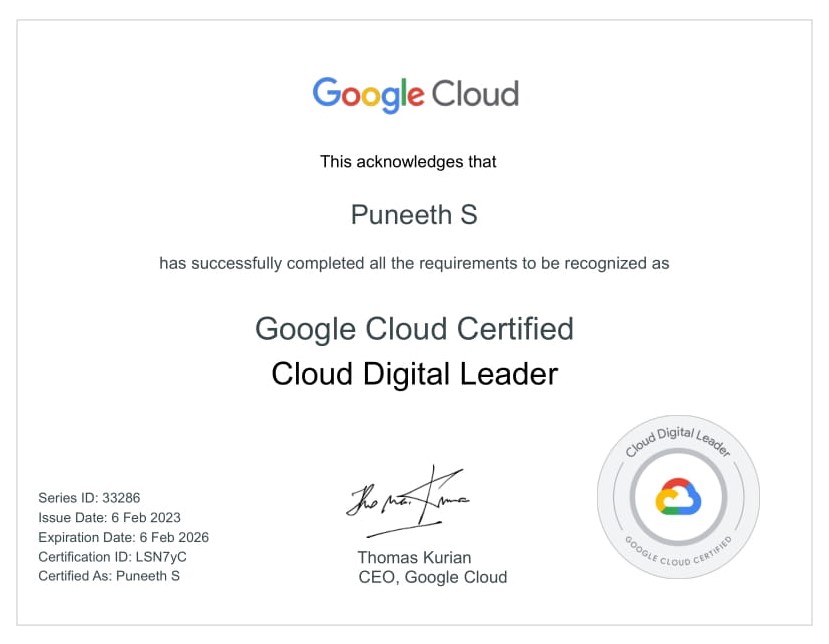 Google Cloud
This acknowledges that
Puneeth S
has successfully completed all the requirements to be recognized as
Google Cloud Certified
Cloud Digital Leader
Series ID: 33286
Issue Date: 6 Feb 2023
Expiration Date: 6 Feb 2026
Certification ID: LSN7yC
Certified As: Puneeth S
Thomas Kurian
CEO, Google Cloud
Cloud Digital Leader
GOOGLE CLOUD CERTIFIED